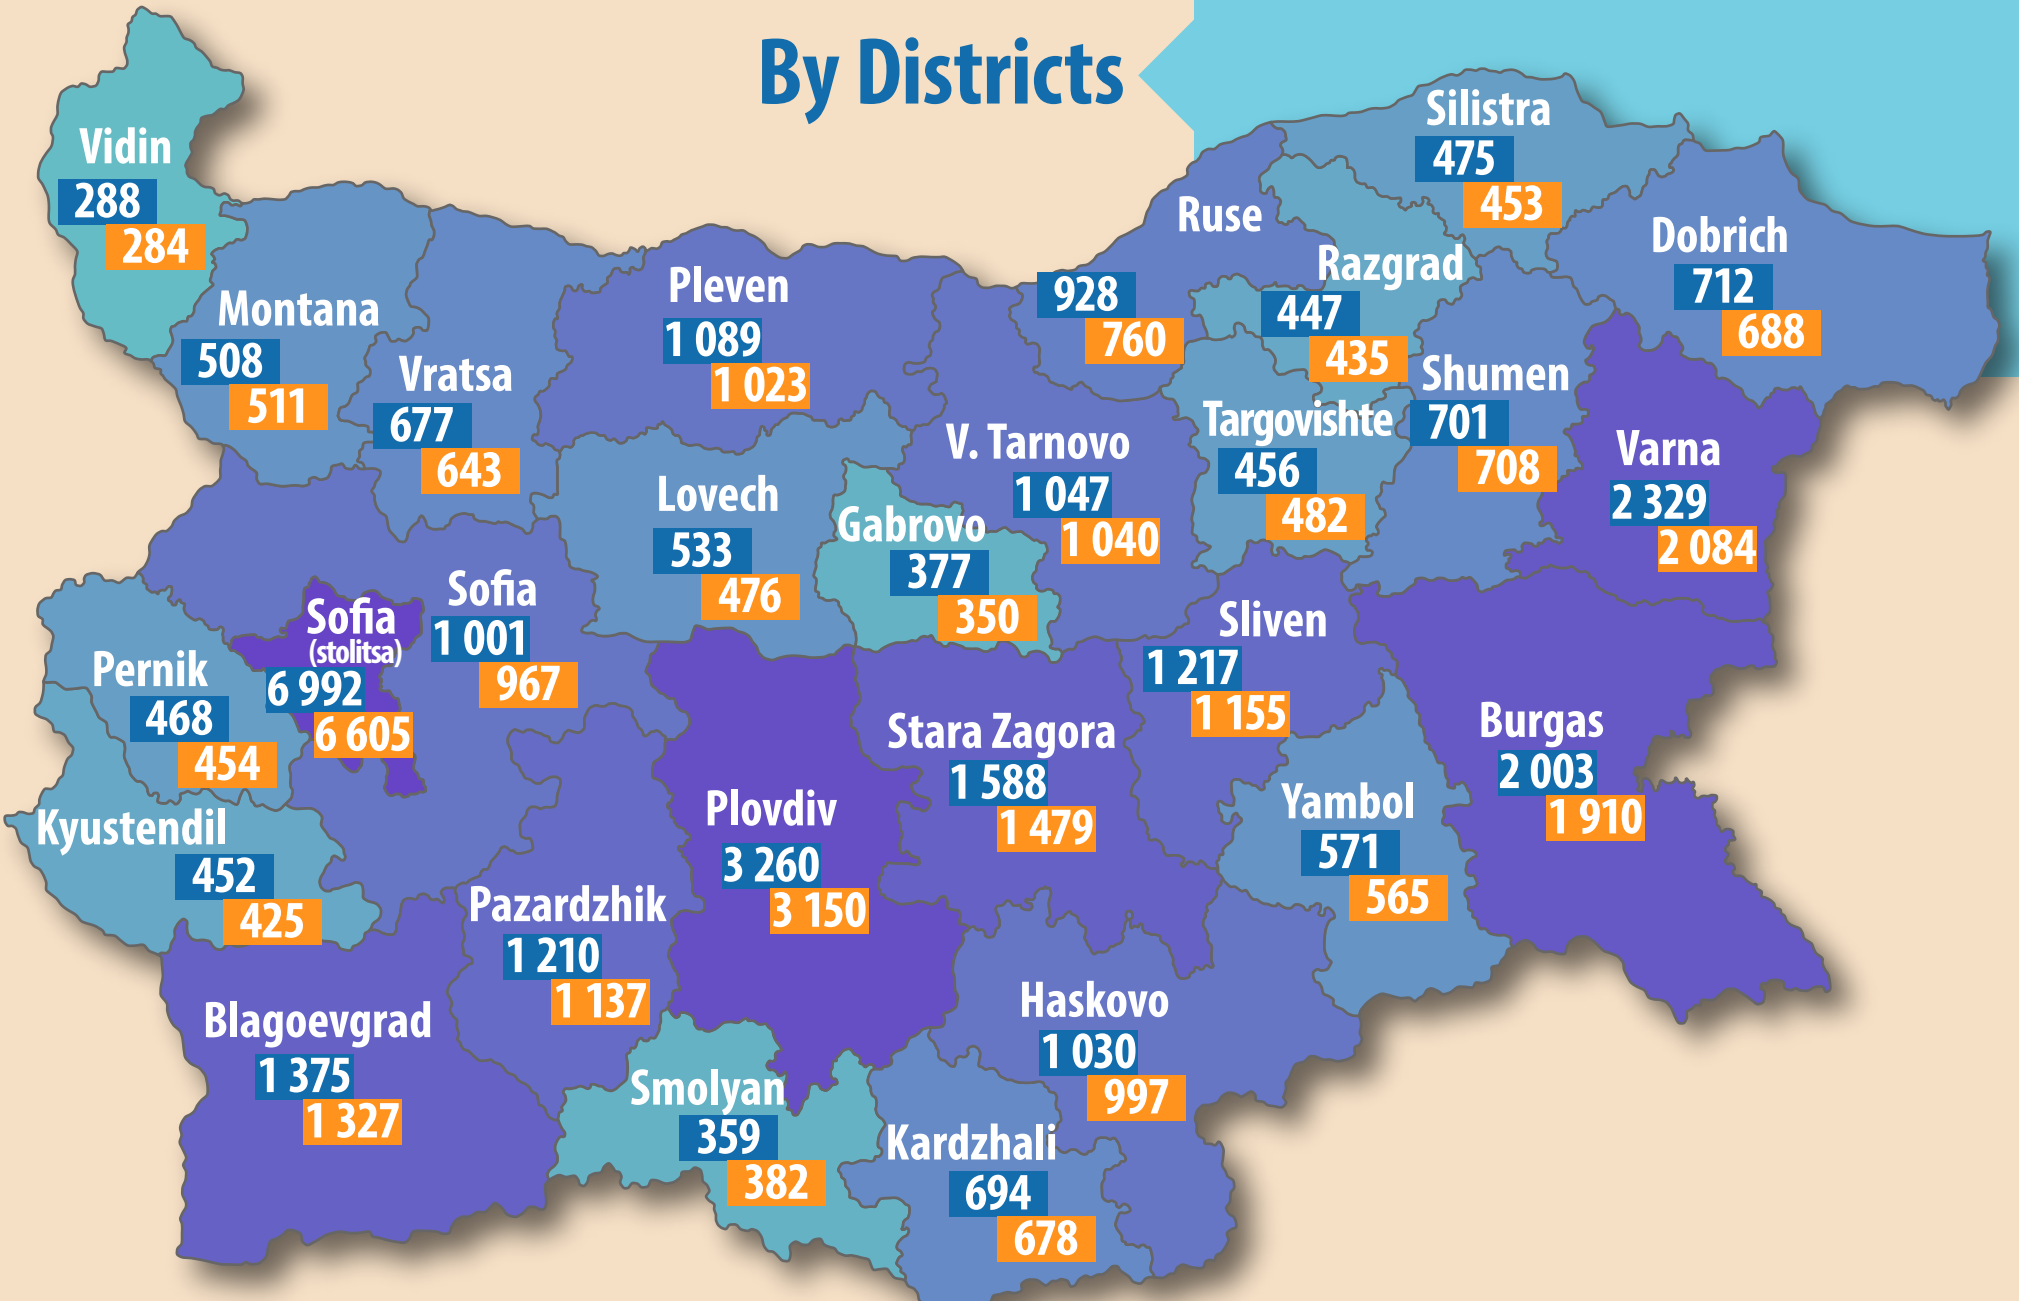 By Districts
Vidin
288
284
Montana
508
511
Vratsa
677
643
Pleven
1 089
1 023
Ruse
928
760
Silistra
475
453
Razgrad
447
435
Dobrich
712
688
Shumen
701
708
Targovishte
456
482
Varna
2 329
2 084
V. Tarnovo
1 047
1 040
Lovech
533
476
Gabrovo
377
350
Sofia
1 001
967
Sofia
(stolitsa)
6 992
6 605
Pernik
468
454
Kyustendil
452
425
Sliven
1 217
1 155
Burgas
2 003
1 910
Stara Zagora
1 588
1 479
Yambol
571
565
Plovdiv
3 260
3 150
Pazardzhik
1 210
1 137
Blagoevgrad
1 375
1 327
Haskovo
1 030
997
Smolyan
359
382
Kardzhali
694
678